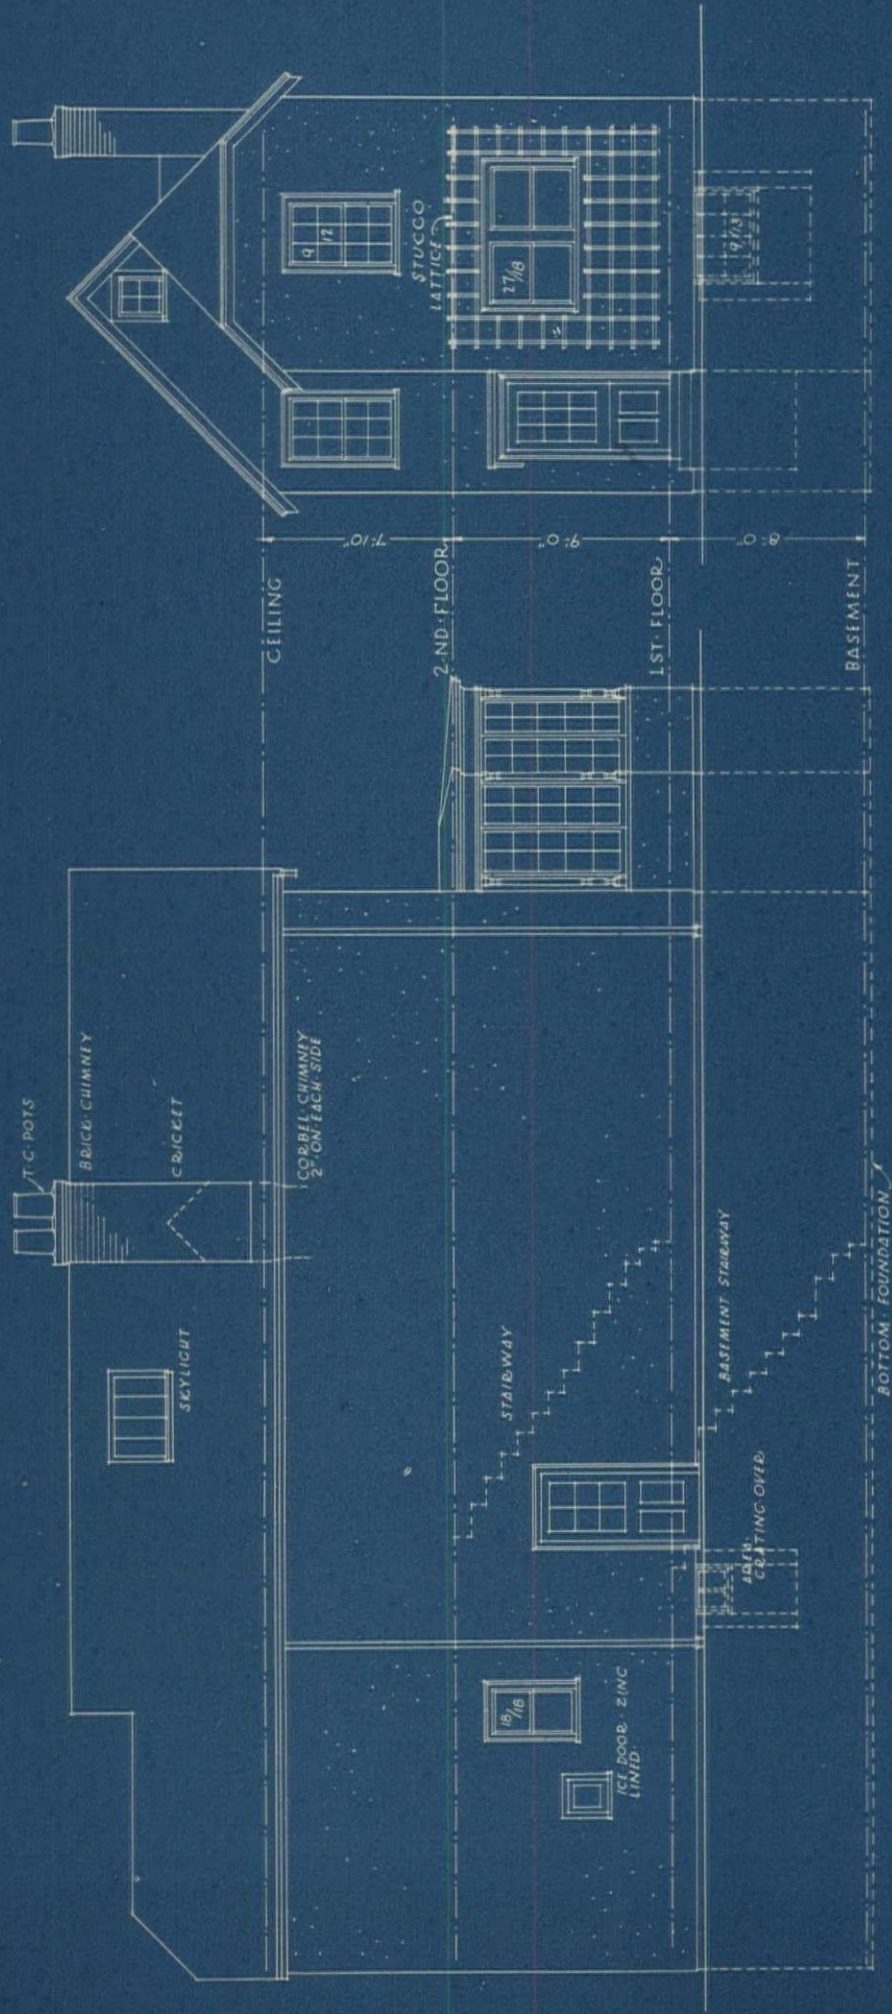 T·C·POTS
BRICK·CHIMNEY
CRICKET
SKYLIGHT
CORBEL·CHIMNEY
2"·ON·EACH·SIDE
STAIRWAY
BASEMENT STAIRWAY
AREA·
GRATING·OVER
18/18
ICE DOOR·ZINC
LINED·
BOTTOM FOUNDATION
CEILING
2·ND·FLOOR
1ST·FLOOR
BASEMENT
7'·10"
9'·0"
8'·0"
9
12
STUCCO
LATTICE
27/18
9/13